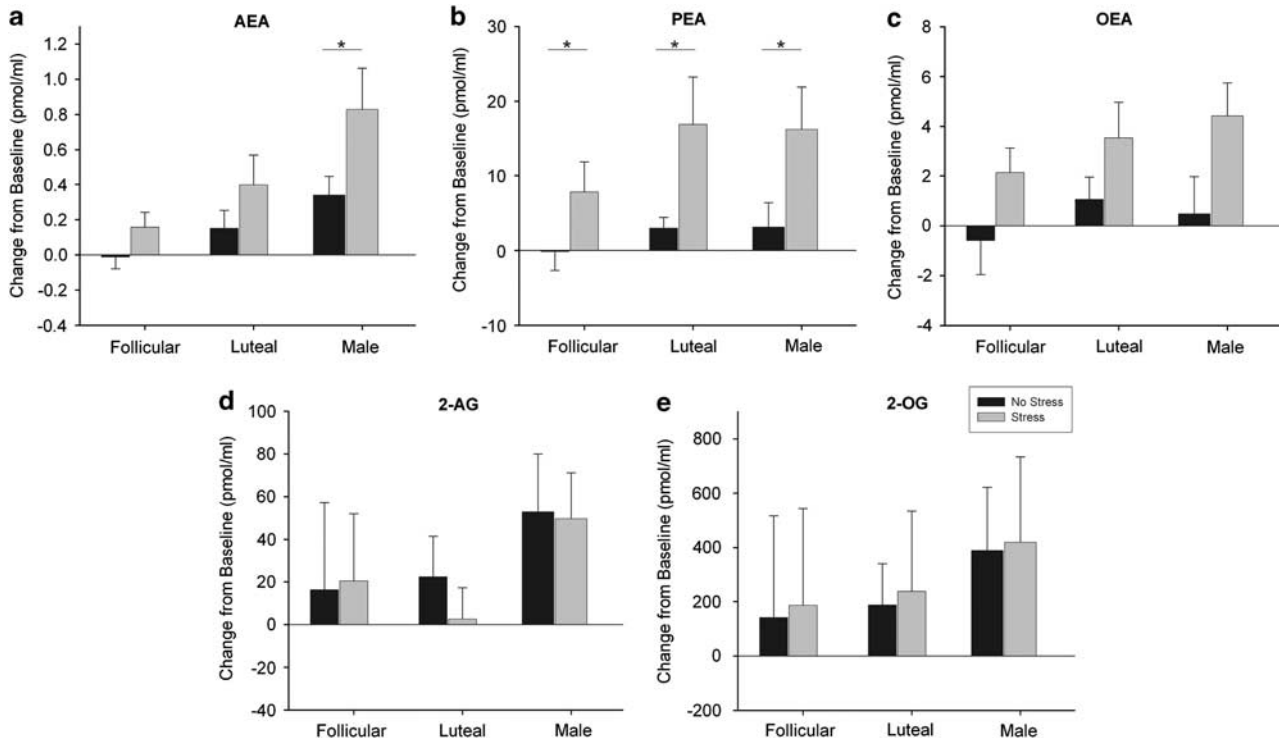 a
AEA
Change from Baseline (pmol/ml)
1.2
1.0
0.8
0.6
0.4
0.2
0.0
-0.2
-0.4
*
Follicular Luteal Male
b
PEA
Change from Baseline (pmol/ml)
30
20
10
0
-10
* * *
Follicular Luteal Male
c
OEA
Change from Baseline (pmol/ml)
8
6
4
2
0
-2
-4
Follicular Luteal Male
d
2-AG
Change from Baseline (pmol/ml)
100
80
60
40
20
0
-20
-40
Follicular Luteal Male
e
2-OG
Change from Baseline (pmol/ml)
800
600
400
200
0
-200
No Stress
Stress
Follicular Luteal Male